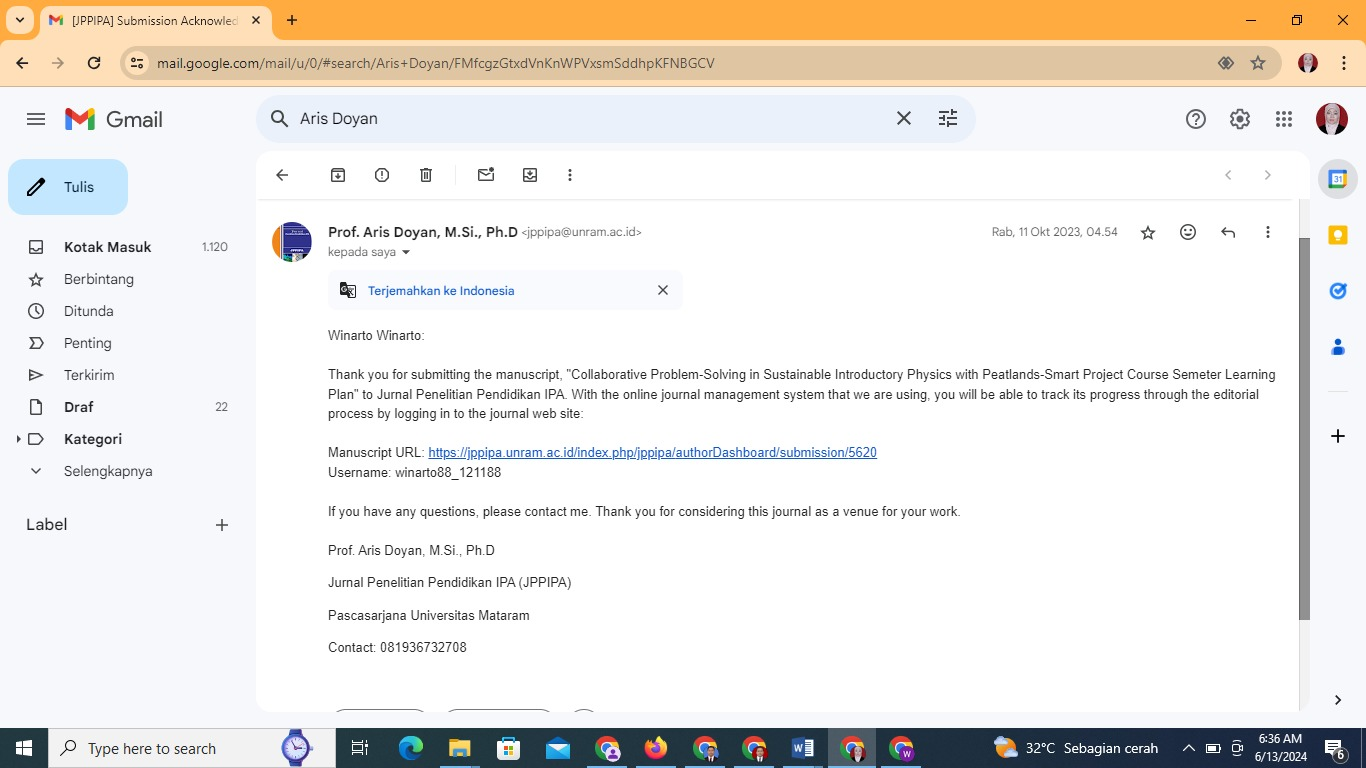 [JPPIPA] Submission Acknowled
mail.google.com/mail/u/0/#search/Aris+Doyan/FMfcgzGtxdVnKnWPVxsmSddhpKFNBGCV
Gmail
Aris Doyan
Tulis
Kotak Masuk 1.120
Berbintang
Ditunda
Penting
Terkirim
Draf 22
Kategori
Selengkapnya
Label
31
Prof. Aris Doyan, M.Si., Ph.D <jppipa@unram.ac.id>
Rab, 11 Okt 2023, 04.54
kepada saya
Terjemahkan ke Indonesia
Winarto Winarto:
Thank you for submitting the manuscript, "Collaborative Problem-Solving in Sustainable Introductory Physics with Peatlands-Smart Project Course Semeter Learning
Plan" to Jurnal Penelitian Pendidikan IPA. With the online journal management system that we are using, you will be able to track its progress through the editorial
process by logging in to the journal web site:
Manuscript URL: https://jppipa.unram.ac.id/index.php/jppipa/authorDashboard/submission/5620
Username: winarto88_121188
If you have any questions, please contact me. Thank you for considering this journal as a venue for your work.
Prof. Aris Doyan, M.Si., Ph.D
Jurnal Penelitian Pendidikan IPA (JPPIPA)
Pascasarjana Universitas Mataram
Contact: 081936732708
Type here to search
32°C Sebagian cerah
6:36 AM
6/13/2024
6